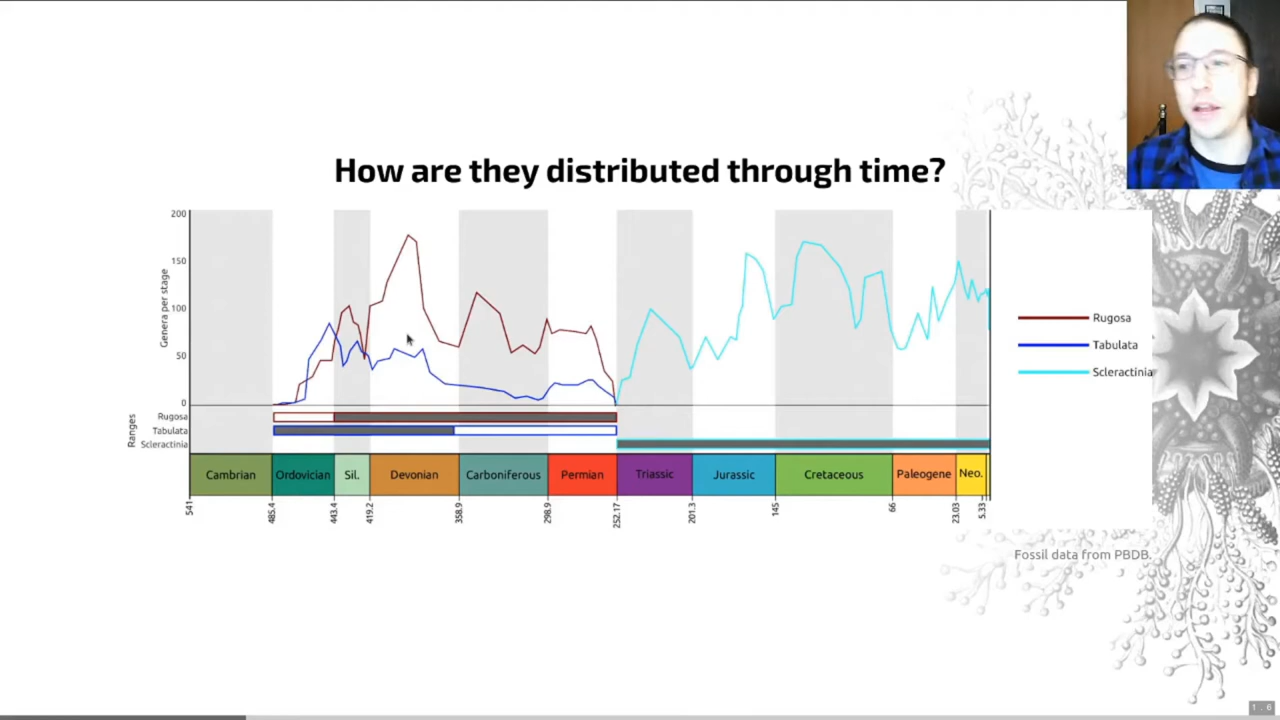 How are they distributed through time?
200
150
100
50
0
Genera per stage
Rugosa
Tabulata
Scleractinia
Ranges
Rugosa
Tabulata
Scleractinia
Cambrian Ordovician Sil. Devonian Carboniferous Permian Triassic Jurassic Cretaceous Paleogene Neo.
541 485.4 443.4 419.2 358.9 298.9 252.17 201.3 145 66 23.03 5.33
Fossil data from PBDB.
1 . 6